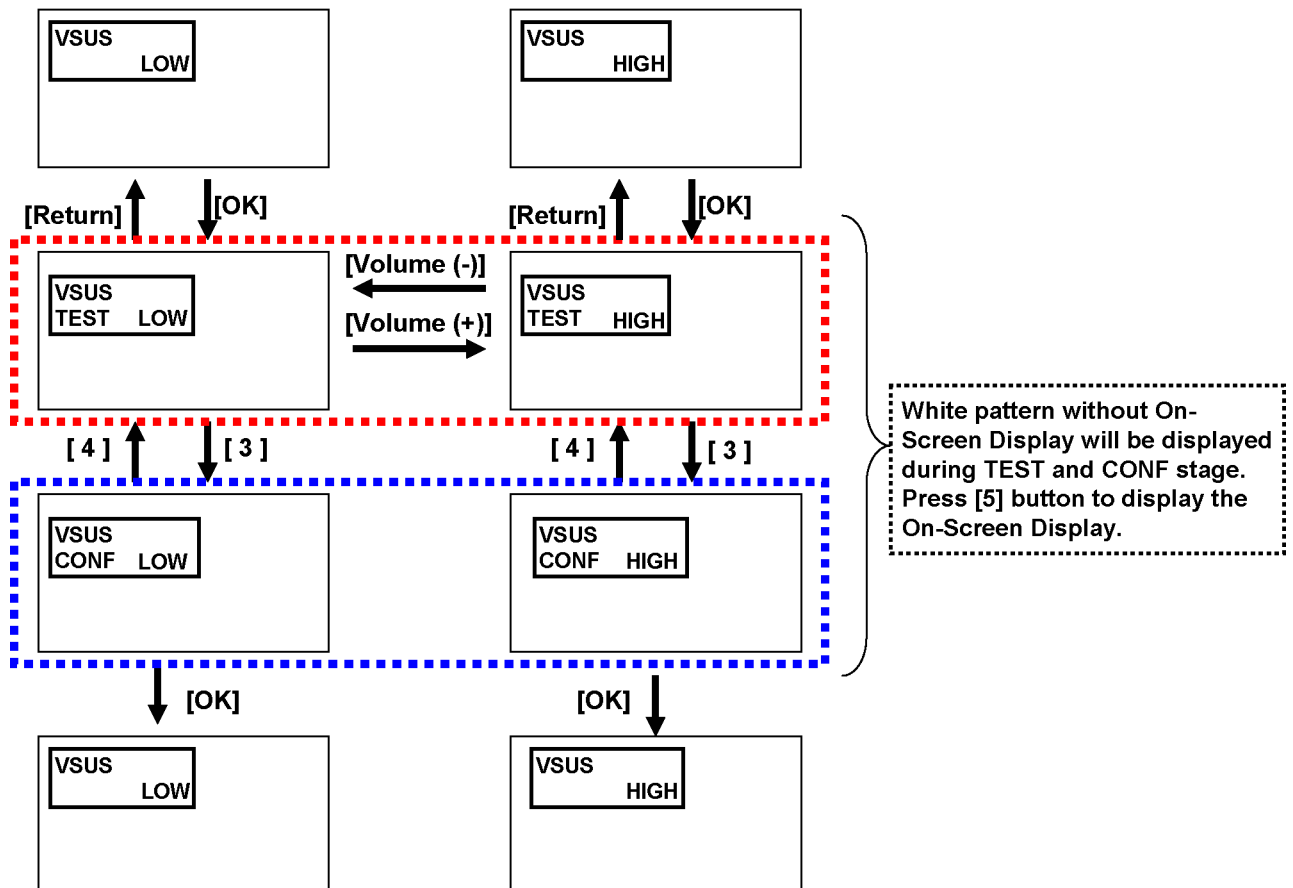 VSUS
LOW
VSUS
HIGH
[Return]
[OK]
[Return]
[OK]
VSUS
TEST LOW
[Volume (-)]
[Volume (+)]
VSUS
TEST HIGH
[ 4 ]
[ 3 ]
[ 4 ]
[ 3 ]
White pattern without On-
Screen Display will be displayed
during TEST and CONF stage.
Press [5] button to display the
On-Screen Display.
VSUS
CONF LOW
VSUS
CONF HIGH
[OK]
[OK]
VSUS
LOW
VSUS
HIGH